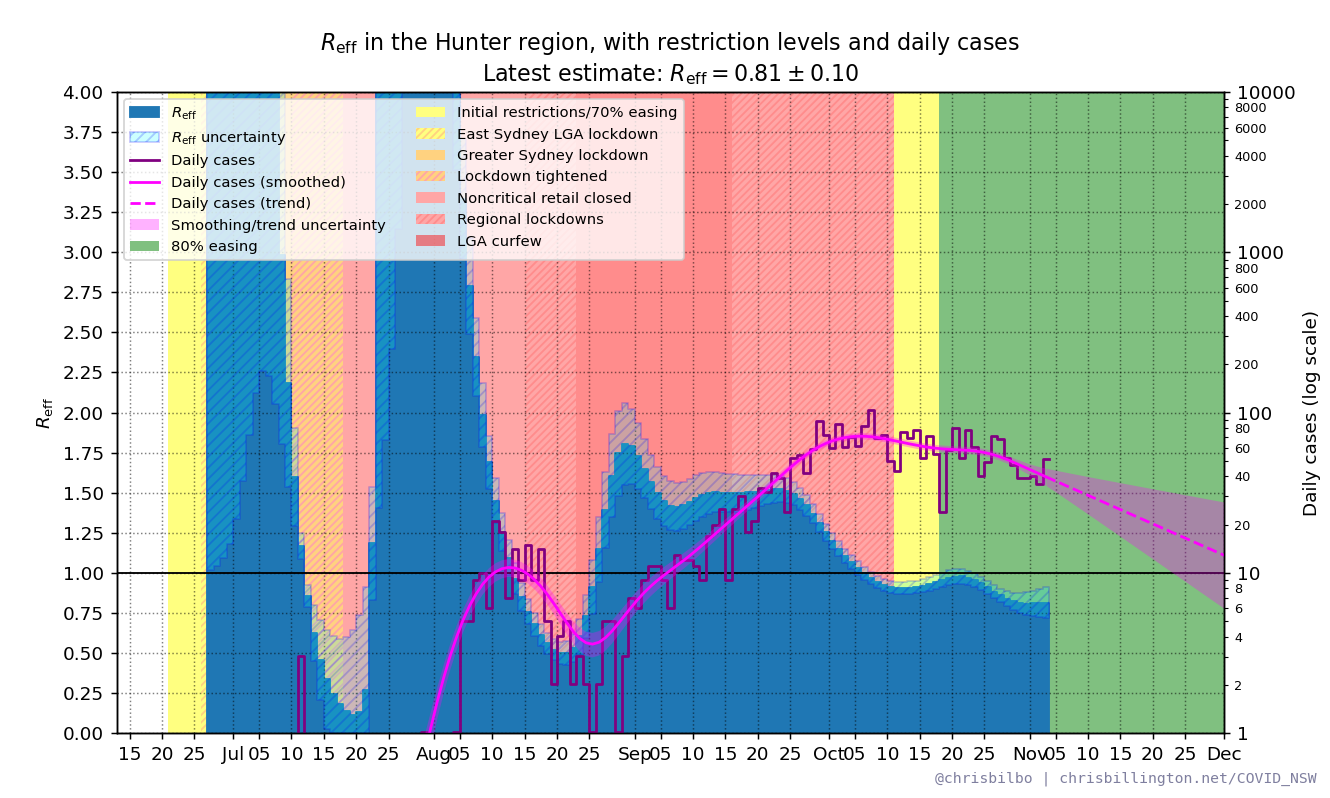 Reff in the Hunter region, with restriction levels and daily cases
Latest estimate: Reff = 0.81 ± 0.10
Reff
Reff uncertainty
Daily cases
Daily cases (smoothed)
Daily cases (trend)
Smoothing/trend uncertainty
80% easing
Initial restrictions/70% easing
East Sydney LGA lockdown
Greater Sydney lockdown
Lockdown tightened
Noncritical retail closed
Regional lockdowns
LGA curfew
Reff
4.00
3.75
3.50
3.25
3.00
2.75
2.50
2.25
2.00
1.75
1.50
1.25
1.00
0.75
0.50
0.25
0.00
10000
8000
6000
4000
2000
1000
800
600
400
200
100
80
60
40
20
10
8
6
4
2
1
Daily cases (log scale)
15 20 25 Jul 05 10 15 20 25 Aug 05 10 15 20 25 Sep 05 10 15 20 25 Oct 05 10 15 20 25 Nov 05 10 15 20 25 Dec
@chrisbilbo | chrisbillington.net/COVID_NSW